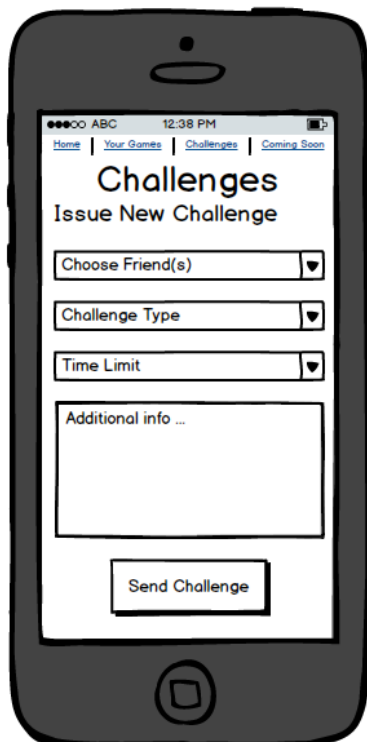 ABC 12:38 PM
Home Your Games Challenges Coming Soon
Challenges
Issue New Challenge
Choose Friend(s)
Challenge Type
Time Limit
Additional info ...
Send Challenge